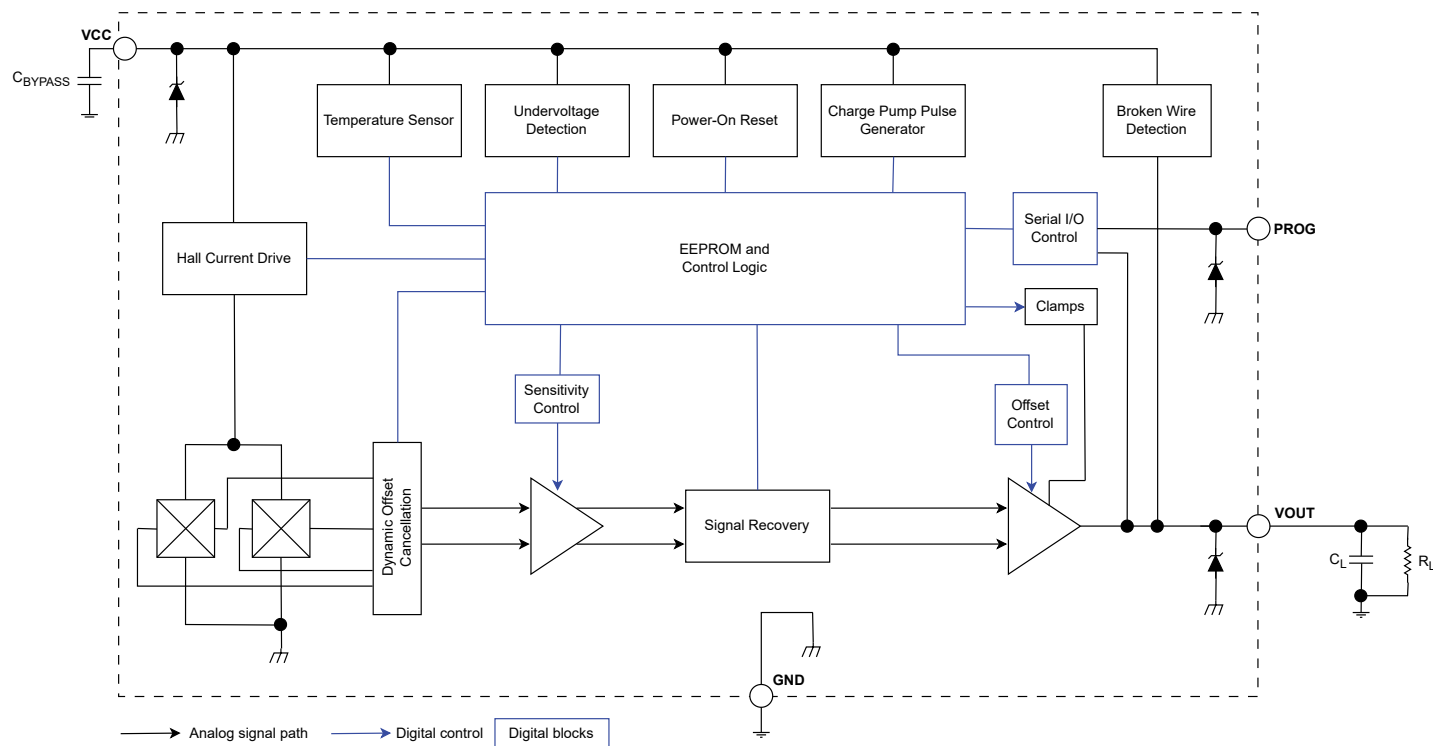 VCC
CBYPASS
Temperature Sensor
Undervoltage
Detection
Power-On Reset
Charge Pump Pulse
Generator
Broken Wire
Detection
Hall Current Drive
EEPROM and
Control Logic
Serial I/O
Control
PROG
Clamps
Sensitivity
Control
Offset
Control
Dynamic Offset
Cancellation
Signal Recovery
VOUT
CL
RL
GND
Analog signal path
Digital control
Digital blocks